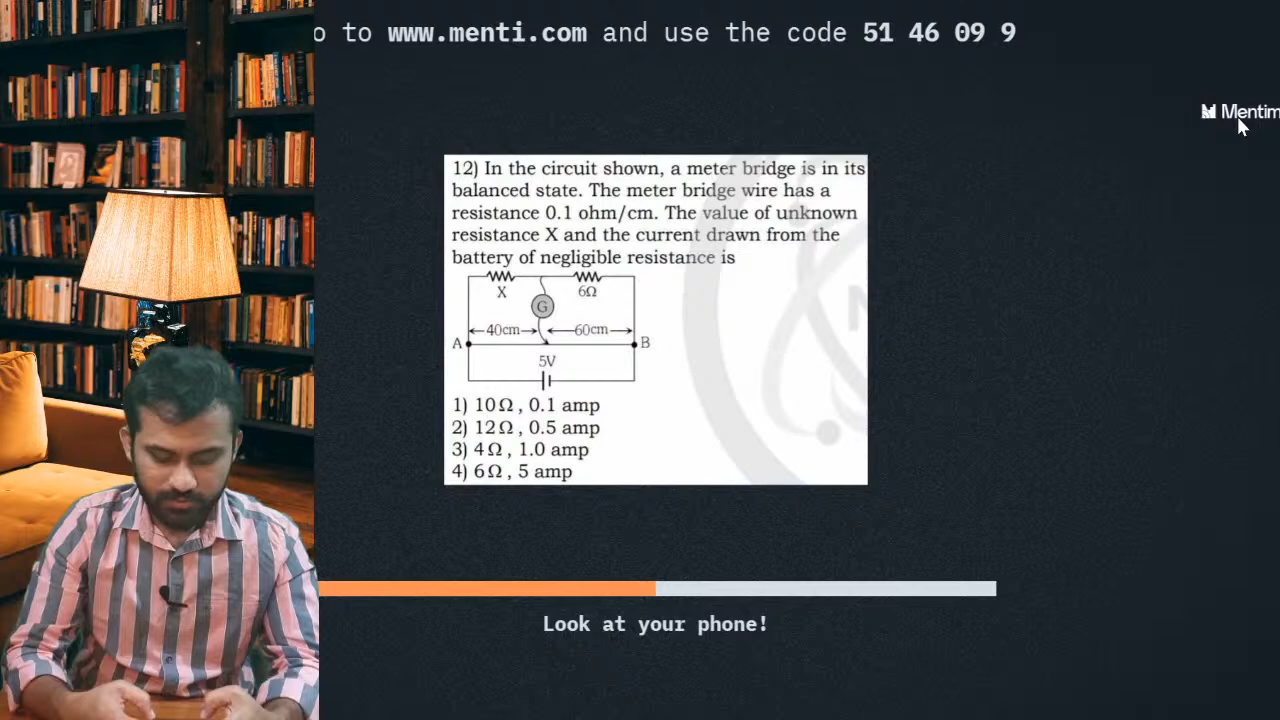 o to www.menti.com and use the code 51 46 09 9
Mentim
12) In the circuit shown, a meter bridge is in its
balanced state. The meter bridge wire has a
resistance 0.1 ohm/cm. The value of unknown
resistance X and the current drawn from the
battery of negligible resistance is
X 6Ω
G
40cm 60cm
A B
5V
1) 10Ω , 0.1 amp
2) 12Ω , 0.5 amp
3) 4Ω , 1.0 amp
4) 6Ω , 5 amp
Look at your phone!